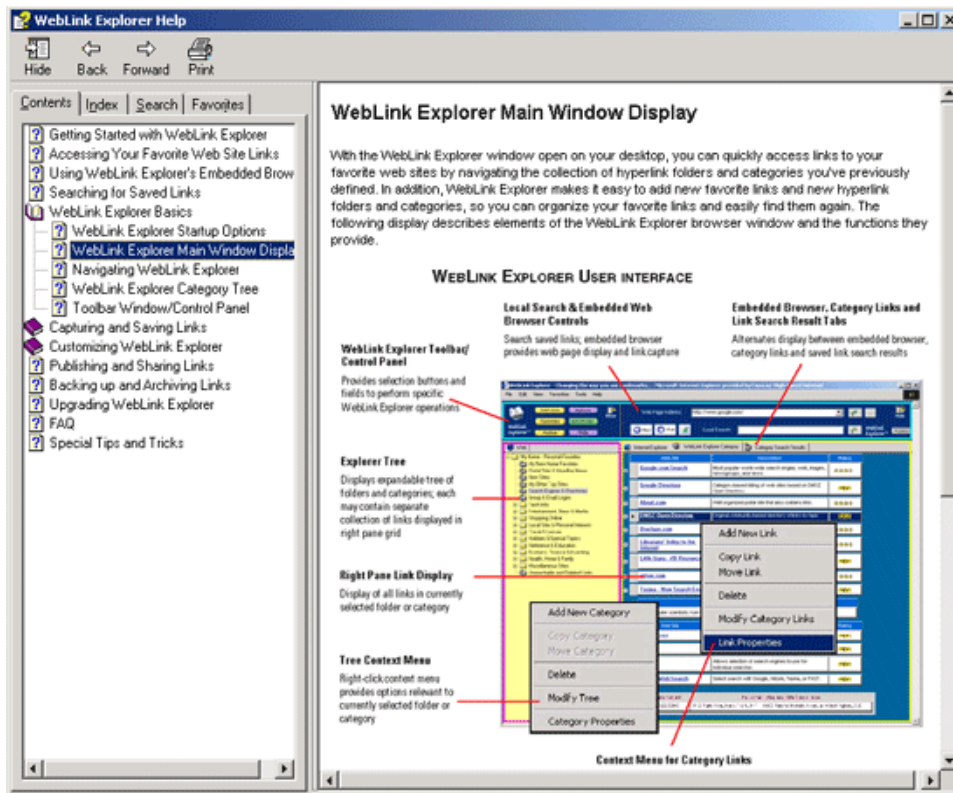 WebLink Explorer Help
Hide
Back
Forward
Print
Contents
Index
Search
Favorites
Getting Started with WebLink Explorer
Accessing Your Favorite Web Site Links
Using WebLink Explorer's Embedded Brow
Searching for Saved Links
WebLink Explorer Basics
WebLink Explorer Startup Options
WebLink Explorer Main Window Displa
Navigating WebLink Explorer
WebLink Explorer Category Tree
Toolbar Window/Control Panel
Capturing and Saving Links
Customizing WebLink Explorer
Publishing and Sharing Links
Backing up and Archiving Links
Upgrading WebLink Explorer
FAQ
Special Tips and Tricks
WebLink Explorer Main Window Display
With the WebLink Explorer window open on your desktop, you can quickly access links to your
favorite web sites by navigating the collection of hyperlink folders and categories you've previously
defined. In addition, WebLink Explorer makes it easy to add new favorite links and new hyperlink
folders and categories, so you can organize your favorite links and easily find them again. The
following display describes elements of the WebLink Explorer browser window and the functions they
provide.
WEBLINK EXPLORER USER INTERFACE
Local Search & Embedded Web
Browser Controls
Search saved links; embedded browser
provides web page display and link capture
Embedded Browser, Category Links and
Link Search Result Tabs
Alternates display between embedded browser,
category links and saved link search results
WebLink Explorer Toolbar/
Control Panel
Provides selection buttons and
fields to perform specific
WebLink Explorer operations
Explorer Tree
Displays expandable tree of
folders and categories; each
may contain separate
collection of links displayed in
right pane grid
Right Pane Link Display
Display of all links in currently
selected folder or category
Tree Context Menu
Right-click content menu
provides options relevant to
currently selected folder or
category
Google.com Search
Google Directory
About.com
Add New Link
Copy Link
Move Link
Delete
Modify Category Links
Link Properties
Add New Category
Copy Category
Move Category
Delete
Modify Tree
Category Properties
Context Menu for Category Links